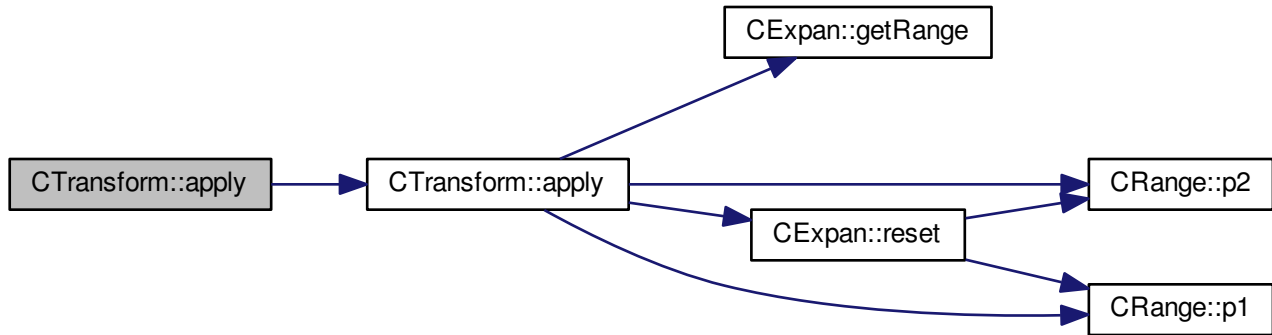 CExpan::getRange
CTransform::apply
CTransform::apply
CRange::p2
CExpan::reset
CRange::p1